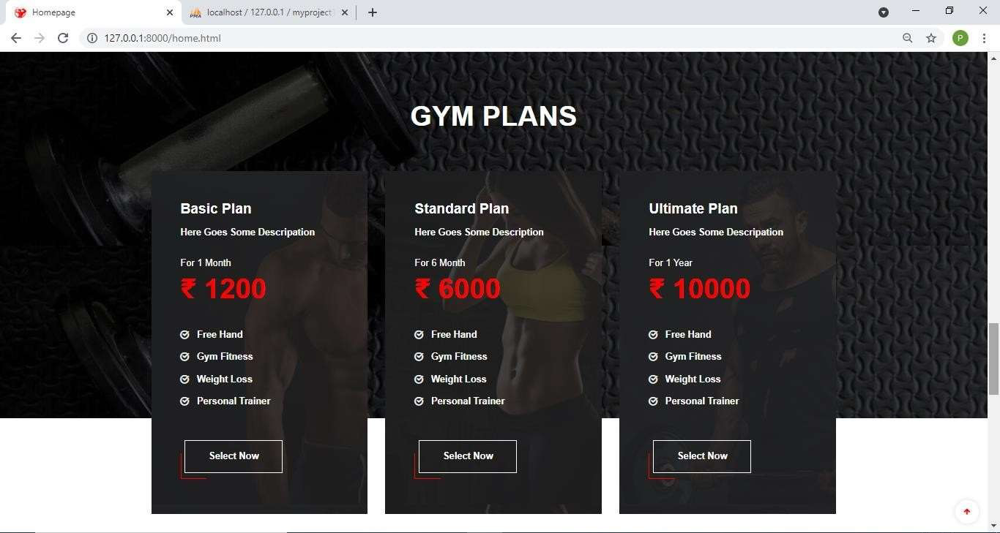 Homepage
localhost / 127.0.0.1 / myproject
127.0.0.1:8000/home.html
P
GYM PLANS
Basic Plan
Here Goes Some Descripation
For 1 Month
₹ 1200
Free Hand
Gym Fitness
Weight Loss
Personal Trainer
Select Now
Standard Plan
Here Goes Some Description
For 6 Month
₹ 6000
Free Hand
Gym Fitness
Weight Loss
Personal Trainer
Select Now
Ultimate Plan
Here Goes Some Descripation
For 1 Year
₹ 10000
Free Hand
Gym Fitness
Weight Loss
Personal Trainer
Select Now